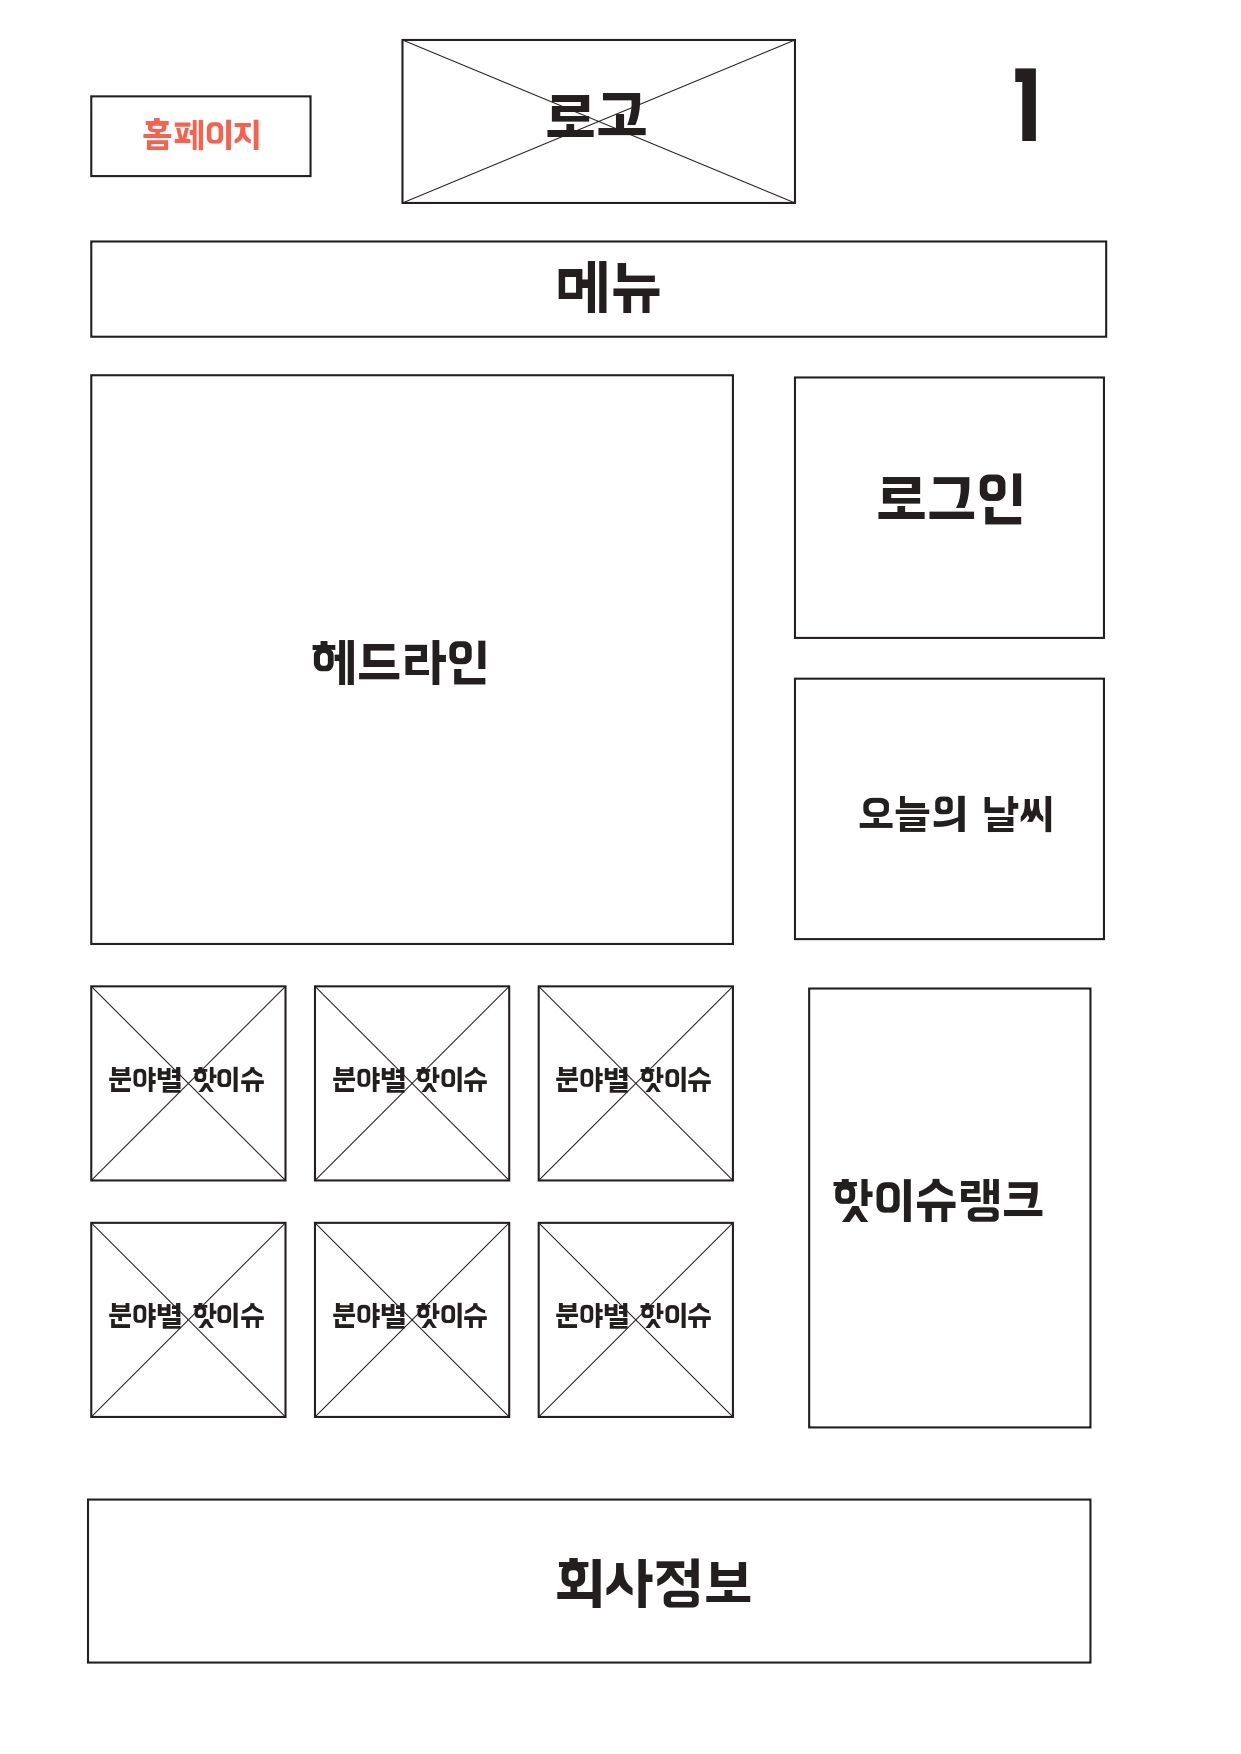 홈페이지
로고
1
메뉴
헤드라인
로그인
오늘의 날씨
분야별 핫이슈
분야별 핫이슈
분야별 핫이슈
분야별 핫이슈
분야별 핫이슈
분야별 핫이슈
핫이슈랭크
회사정보